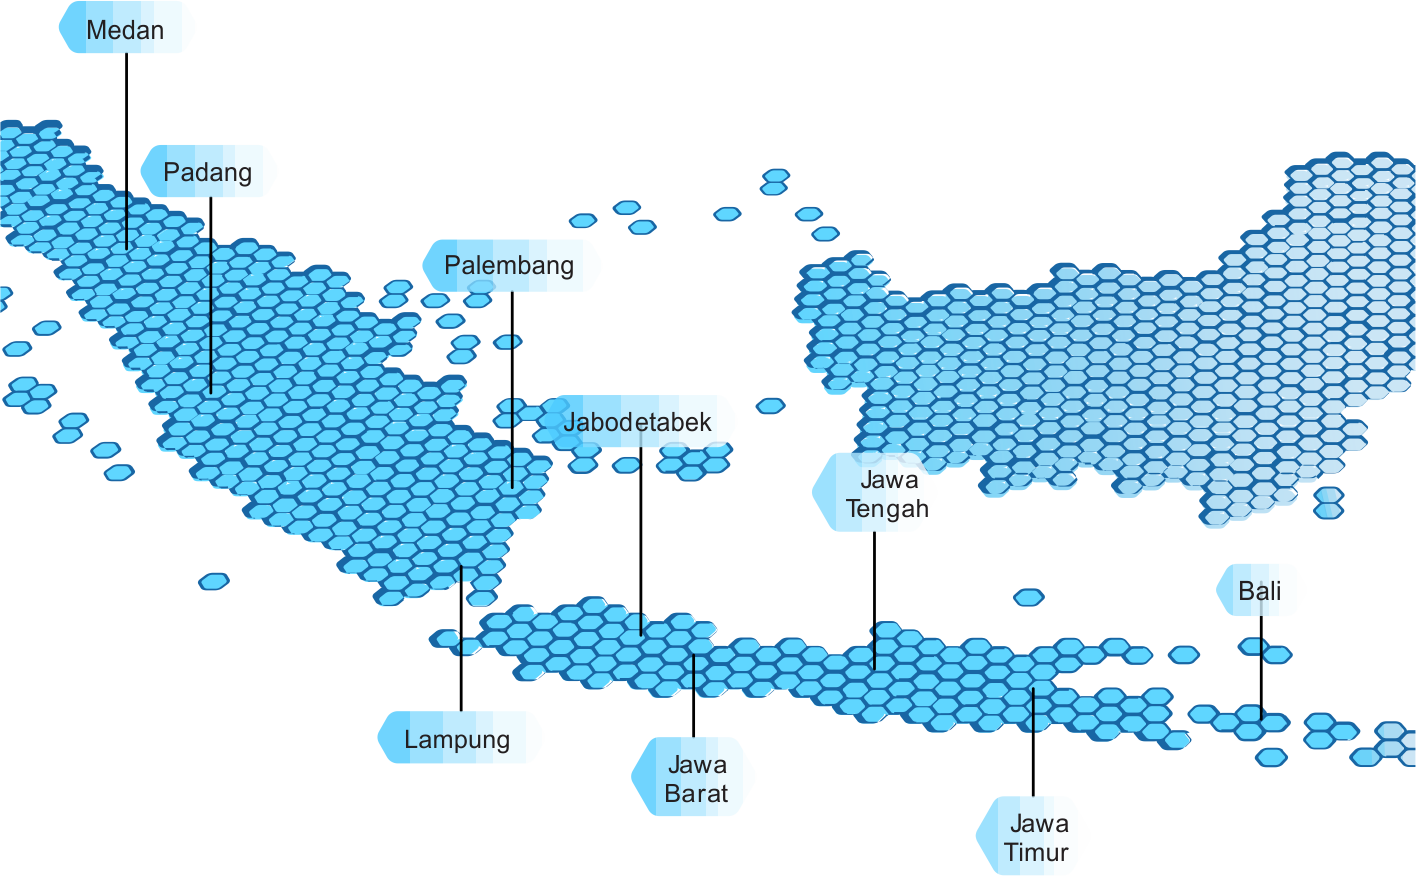 Medan
Padang
Palembang
Jabodetabek
Jawa
Tengah
Bali
Lampung
Jawa
Barat
Jawa
Timur